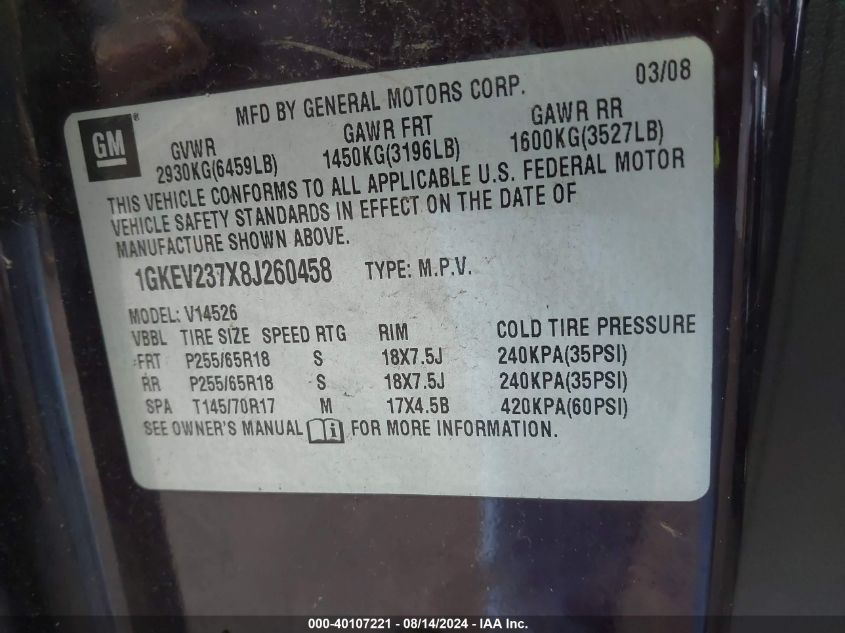 MFD BY GENERAL MOTORS CORP. 03/08
GM®
GVWR GAWR FRT GAWR RR
2930KG(6459LB) 1450KG(3196LB) 1600KG(3527LB)
THIS VEHICLE CONFORMS TO ALL APPLICABLE U.S. FEDERAL MOTOR
VEHICLE SAFETY STANDARDS IN EFFECT ON THE DATE OF
MANUFACTURE SHOWN ABOVE.
1GKEV237X8J260458 TYPE: M.P.V.
MODEL: V14526
VBBL TIRE SIZE SPEED RTG RIM COLD TIRE PRESSURE
FRT P255/65R18 S 18X7.5J 240KPA(35PSI)
RR P255/65R18 S 18X7.5J 240KPA(35PSI)
SPA T145/70R17 M 17X4.5B 420KPA(60PSI)
SEE OWNER'S MANUAL FOR MORE INFORMATION.
000-40107221 - 08/14/2024 - IAA Inc.